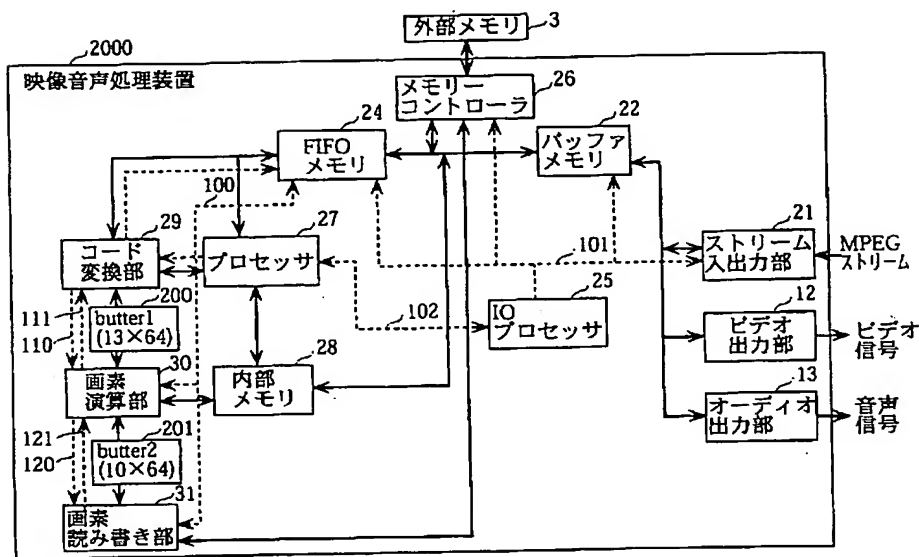 外部メモリ
3
2000
映像音声処理装置
メモリー
コントローラ
26
24
FIFO
メモリ
22
バッファ
メモリ
100
29
コード
変換部
27
プロセッサ
101
21
ストリーム
入出力部
MPEG
ストリーム
25
IO
プロセッサ
102
111
110
200
butter1
(13×64)
12
ビデオ
出力部
ビデオ
信号
28
内部
メモリ
30
画素
演算部
13
オーディオ
出力部
音声
信号
121
120
201
butter2
(10×64)
31
画素
読み書き部